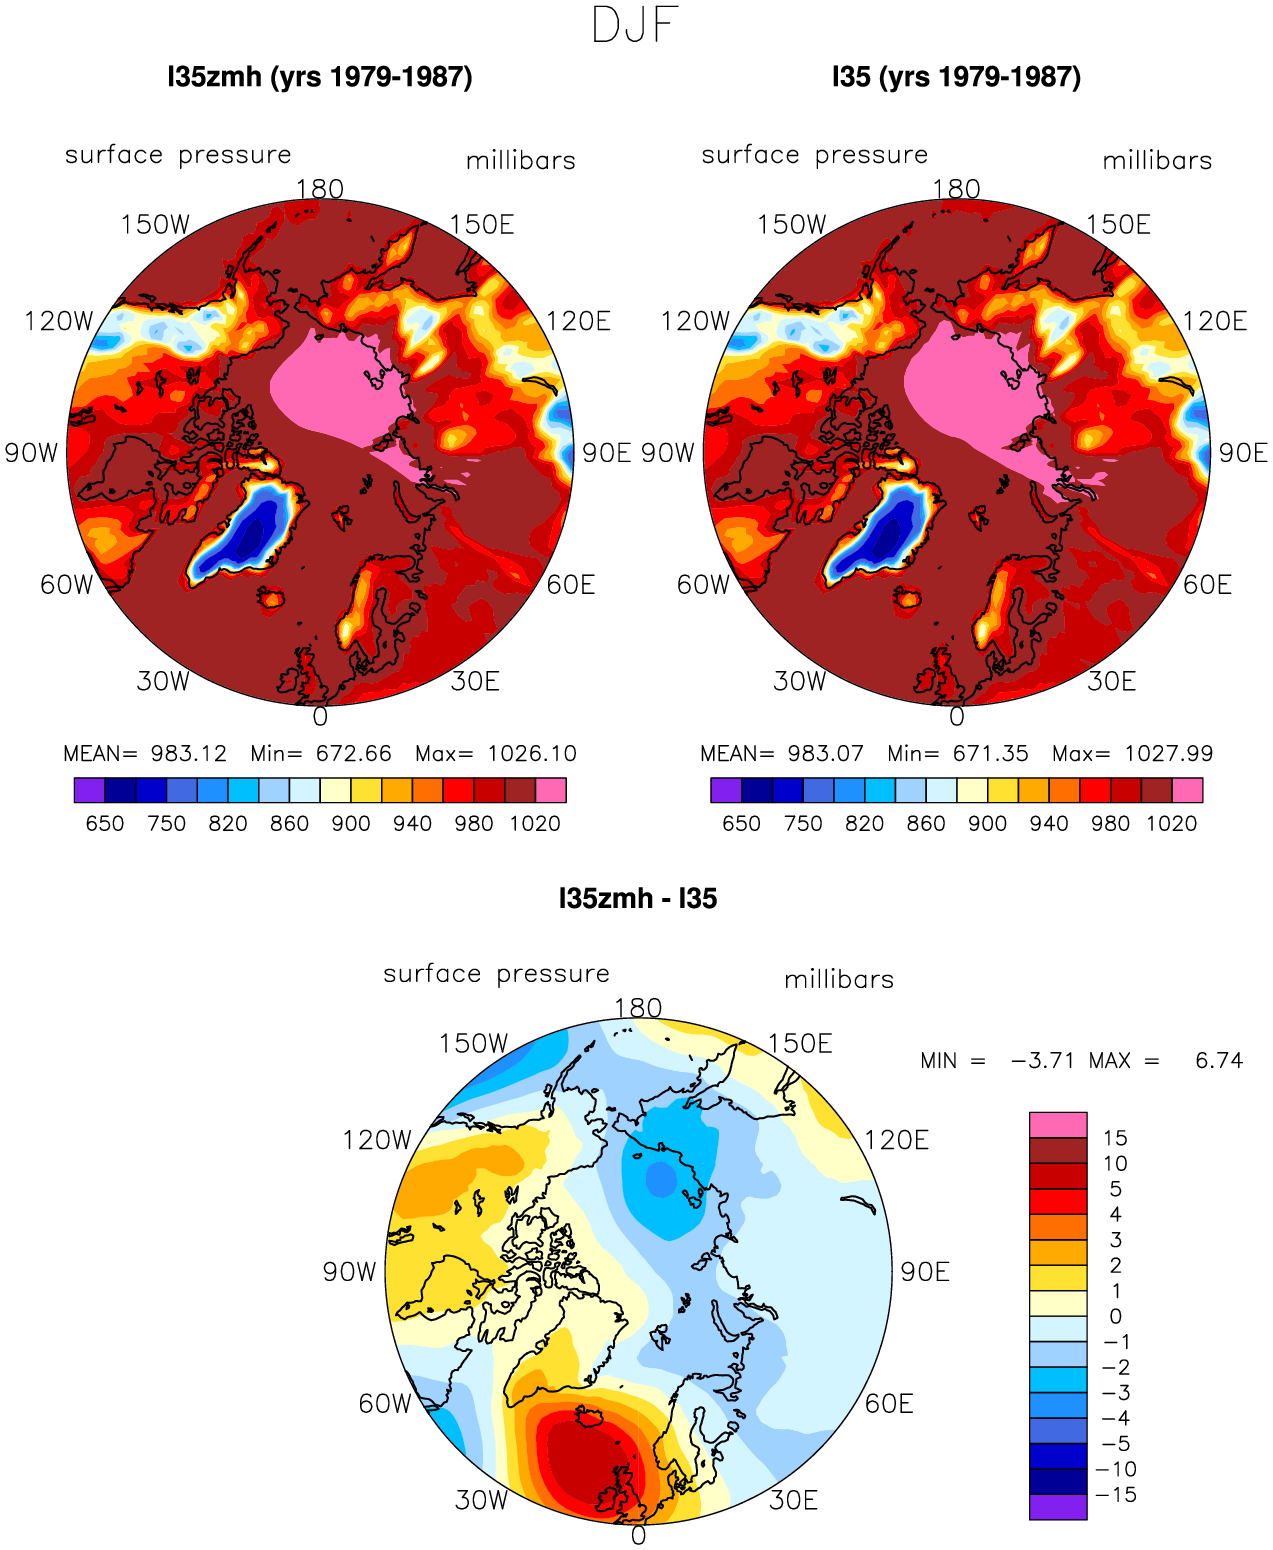 DJF
I35zmh (yrs 1979-1987)
I35 (yrs 1979-1987)
surface pressure millibars
surface pressure millibars
180
150W 150E
120W 120E
90W 90E
60W 60E
30W 30E
0
180
150W 150E
120W 120E
90W 90E
60W 60E
30W 30E
0
MEAN= 983.12 Min= 672.66 Max= 1026.10
650 750 820 860 900 940 980 1020
MEAN= 983.07 Min= 671.35 Max= 1027.99
650 750 820 860 900 940 980 1020
I35zmh - I35
surface pressure millibars
180
150W 150E
120W 120E
90W 90E
60W 60E
30W 30E
0
MIN = −3.71 MAX = 6.74
15
10
5
4
3
2
1
0
−1
−2
−3
−4
−5
−10
−15